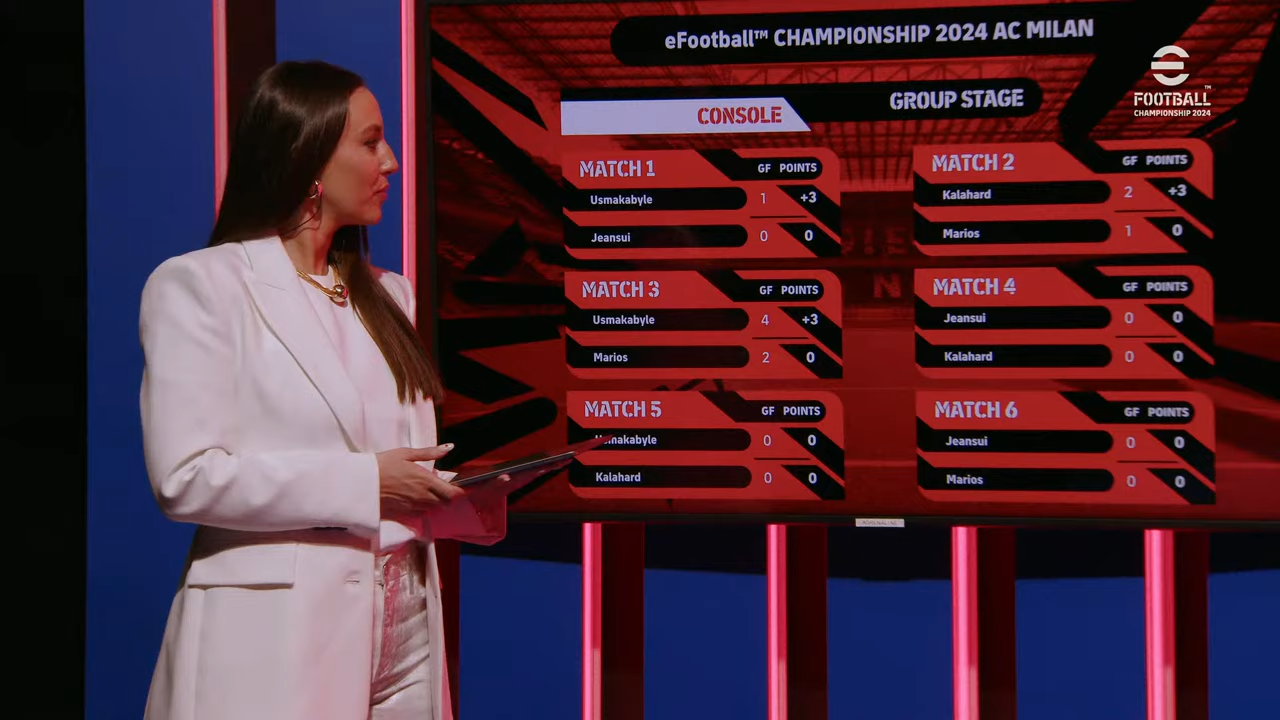 eFootball™ CHAMPIONSHIP 2024 AC MILAN
FOOTBALL™
CHAMPIONSHIP 2024
CONSOLE
GROUP STAGE
MATCH 1 GF POINTS
Usmakabyle 1 +3
Jeansui 0 0
MATCH 2 GF POINTS
Kalahard 2 +3
Marios 1 0
MATCH 3 GF POINTS
Usmakabyle 4 +3
Marios 2 0
MATCH 4 GF POINTS
Jeansui 0 0
Kalahard 0 0
MATCH 5 GF POINTS
Usmakabyle 0 0
Kalahard 0 0
MATCH 6 GF POINTS
Jeansui 0 0
Marios 0 0